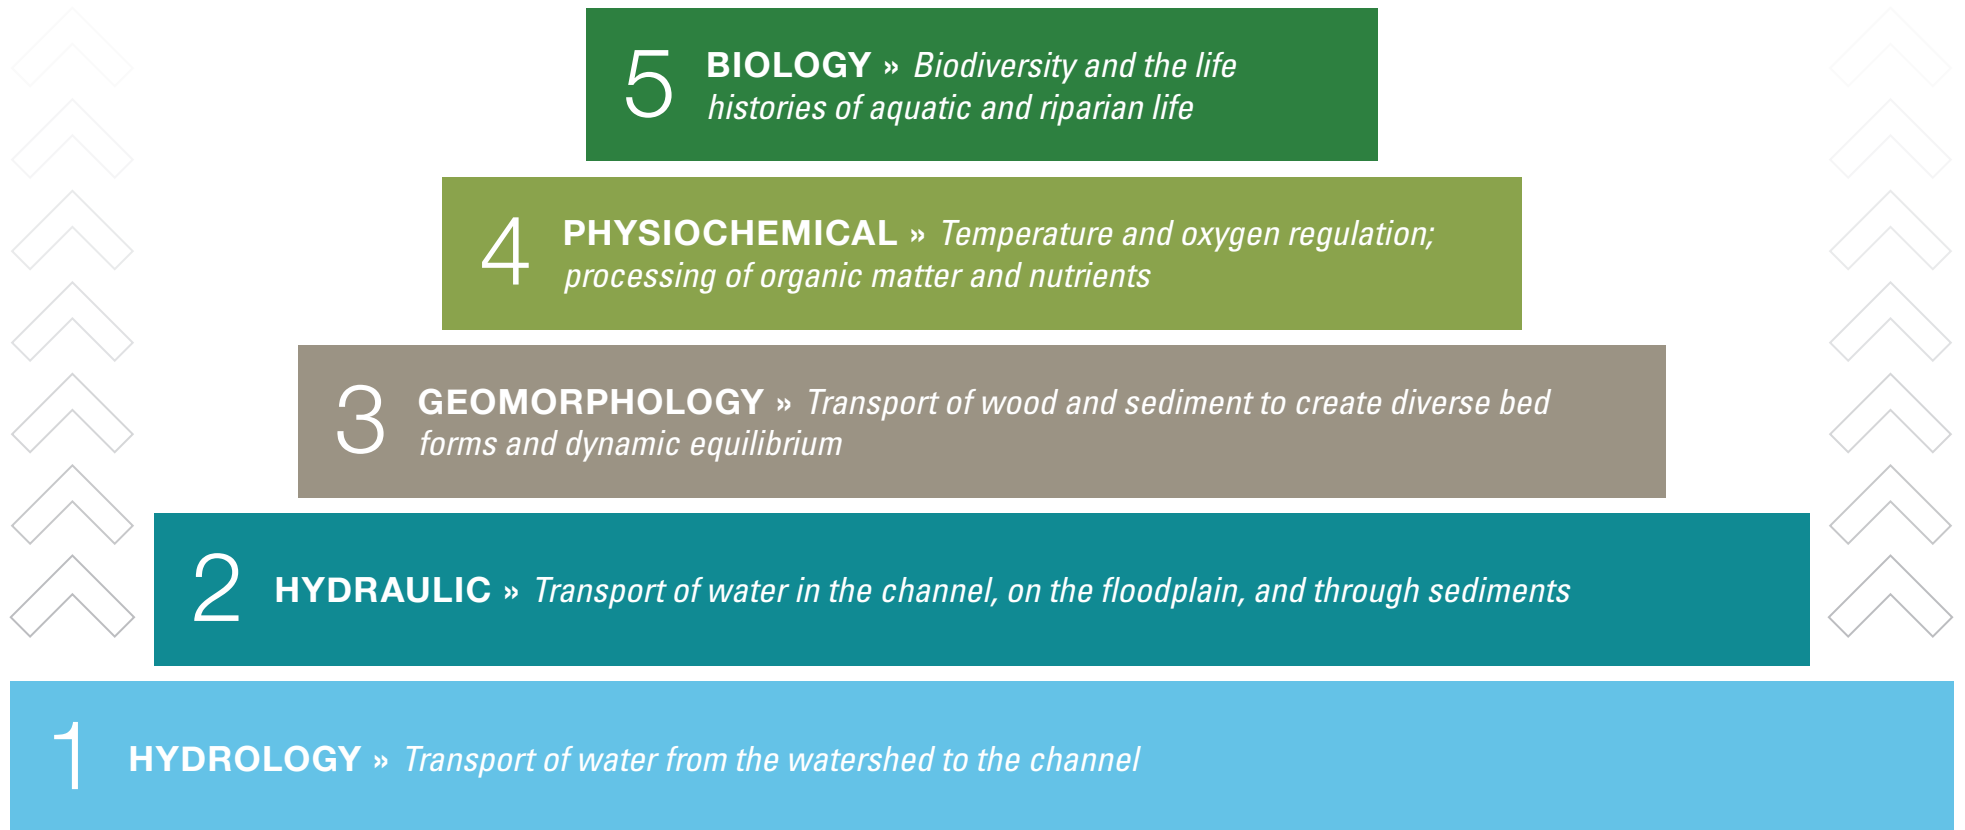 5 BIOLOGY » Biodiversity and the life
histories of aquatic and riparian life
4 PHYSIOCHEMICAL » Temperature and oxygen regulation;
processing of organic matter and nutrients
3 GEOMORPHOLOGY » Transport of wood and sediment to create diverse bed
forms and dynamic equilibrium
2 HYDRAULIC » Transport of water in the channel, on the floodplain, and through sediments
1 HYDROLOGY » Transport of water from the watershed to the channel